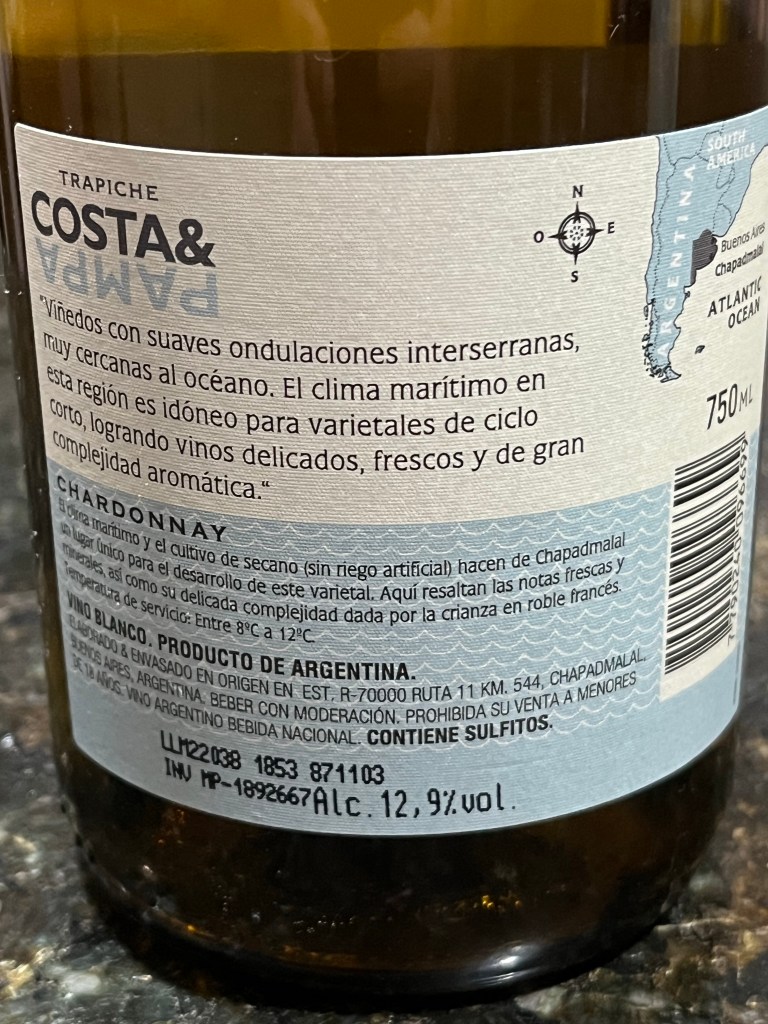 TRAPICHE
COSTA&
PAMPA
N
O E
S
SOUTH
AMERICA
ARGENTINA
Buenos Aires
Chapadmalal
ATLANTIC
OCEAN
"Viñedos con suaves ondulaciones interserranas,
muy cercanas al océano. El clima marítimo en
esta región es idóneo para varietales de ciclo
corto, logrando vinos delicados, frescos y de gran
complejidad aromática."
750ML
CHARDONNAY
El clima marítimo y el cultivo de secano (sin riego artificial) hacen de Chapadmalal
un lugar único para el desarrollo de este varietal. Aquí resaltan las notas frescas y
minerales, así como su delicada complejidad dada por la crianza en roble francés.
Temperatura de servicio: Entre 8ºC a 12ºC
VINO BLANCO. PRODUCTO DE ARGENTINA.
ELABORADO & ENVASADO EN ORIGEN EN EST. R-70000 RUTA 11 KM. 544, CHAPADMALAL,
BUENOS AIRES, ARGENTINA. BEBER CON MODERACIÓN. PROHIBIDA SU VENTA A MENORES
DE 18 AÑOS. VINO ARGENTINO BEBIDA NACIONAL. CONTIENE SULFITOS.
LLM22038 1853 871103
INV MP-1892667 Alc. 12,9%vol.